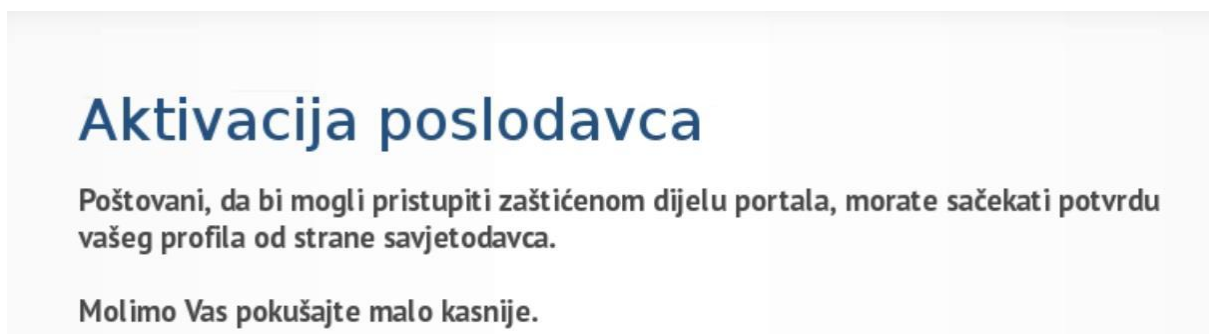 Aktivacija poslodavca
Poštovani, da bi mogli pristupiti zaštićenom dijelu portala, morate sačekati potvrdu
vašeg profila od strane savjetodavca.
Molimo Vas pokušajte malo kasnije.